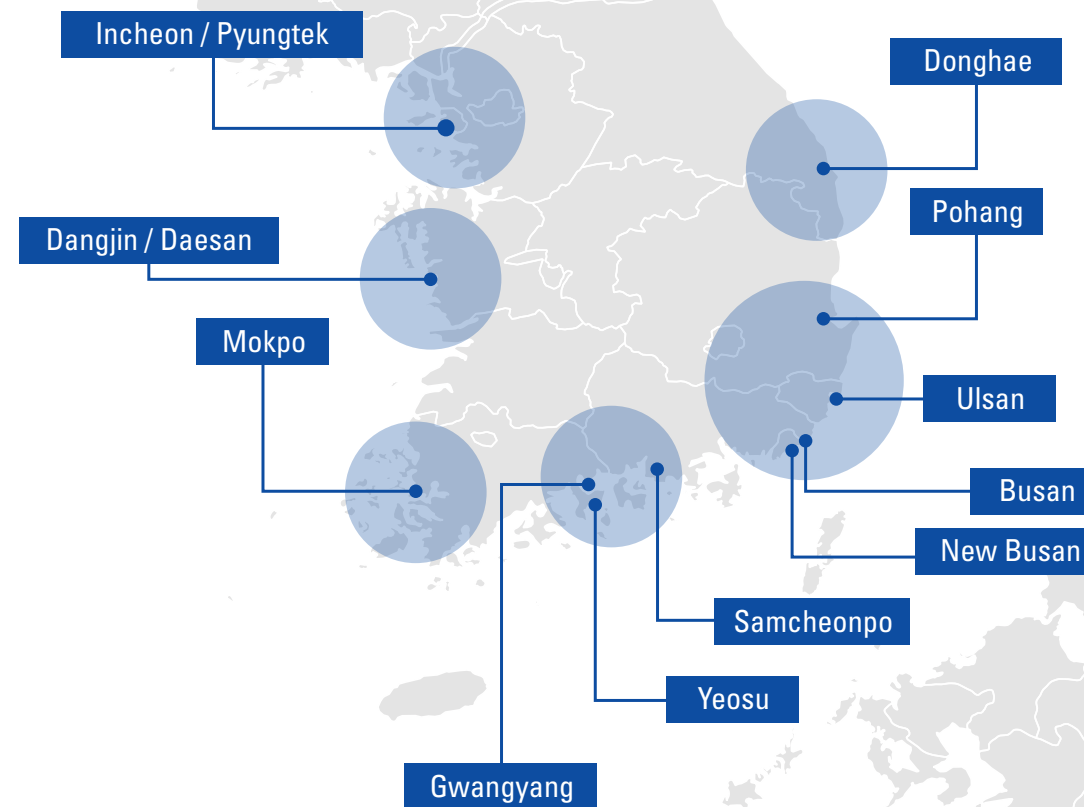 Incheon / Pyungtek
Donghae
Pohang
Dangjin / Daesan
Mokpo
Ulsan
Busan
New Busan
Samcheonpo
Yeosu
Gwangyang